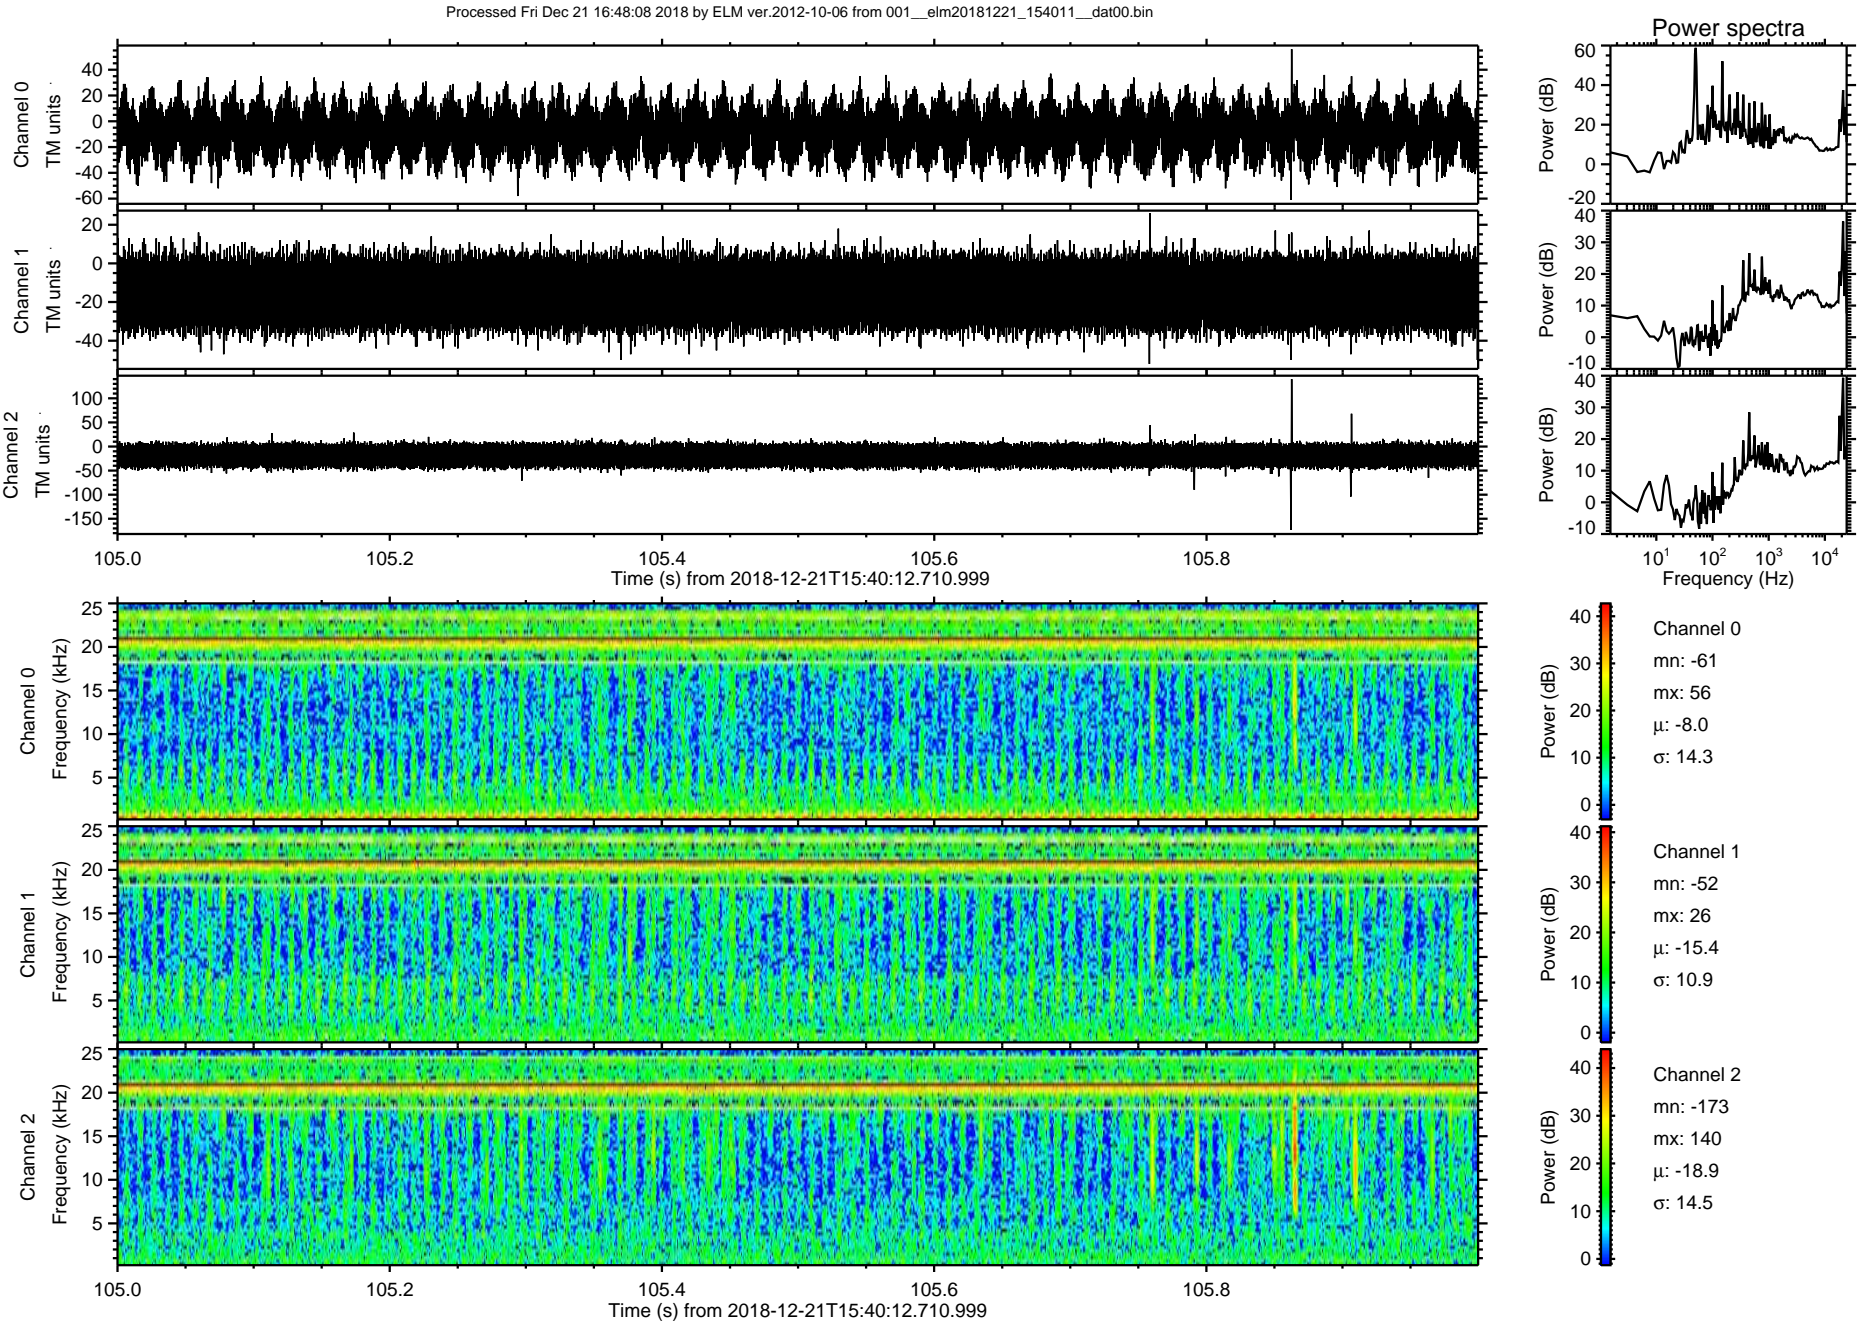 Processed Fri Dec 21 16:48:08 2018 by ELM ver.2012-10-06 from 001__elm20181221_154011__dat00.bin
Power spectra
Channel 0
TM units
40
20
0
-20
-40
-60
Power (dB)
60
40
20
0
-20
Channel 1
TM units
20
0
-20
-40
Power (dB)
40
30
20
10
0
-10
Channel 2
TM units
100
50
0
-50
-100
-150
Power (dB)
40
30
20
10
0
-10
105.0 105.2 105.4 105.6 105.8
Time (s) from 2018-12-21T15:40:12.710.999
10^1 10^2 10^3 10^4
Frequency (Hz)
Channel 0
Frequency (kHz)
25
20
15
10
5
Power (dB)
40
30
20
10
0
Channel 0
mn: -61
mx: 56
µ: -8.0
σ: 14.3
Channel 1
Frequency (kHz)
25
20
15
10
5
Power (dB)
40
30
20
10
0
Channel 1
mn: -52
mx: 26
µ: -15.4
σ: 10.9
Channel 2
Frequency (kHz)
25
20
15
10
5
Power (dB)
40
30
20
10
0
Channel 2
mn: -173
mx: 140
µ: -18.9
σ: 14.5
105.0 105.2 105.4 105.6 105.8
Time (s) from 2018-12-21T15:40:12.710.999